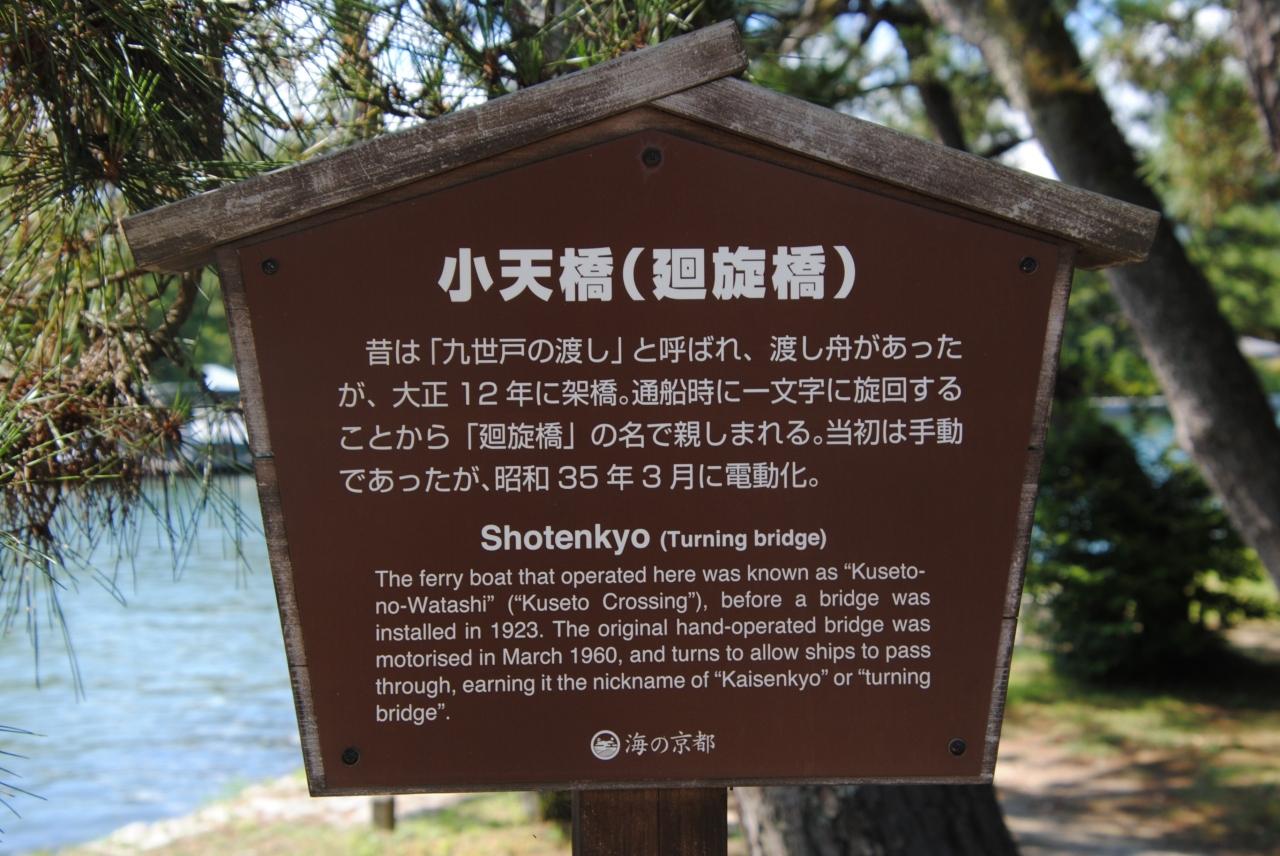 小天橋（廻旋橋）
昔は「九世戸の渡し」と呼ばれ、渡し舟があった
が、大正 12 年に架橋。通船時に一文字に旋回する
ことから「廻旋橋」の名で親しまれる。当初は手動
であったが、昭和 35 年 3 月に電動化。
Shotenkyo (Turning bridge)
The ferry boat that operated here was known as “Kuseto-
no-Watashi” (“Kuseto Crossing”), before a bridge was
installed in 1923. The original hand-operated bridge was
motorised in March 1960, and turns to allow ships to pass
through, earning it the nickname of “Kaisenkyo” or “turning
bridge”.
海の京都